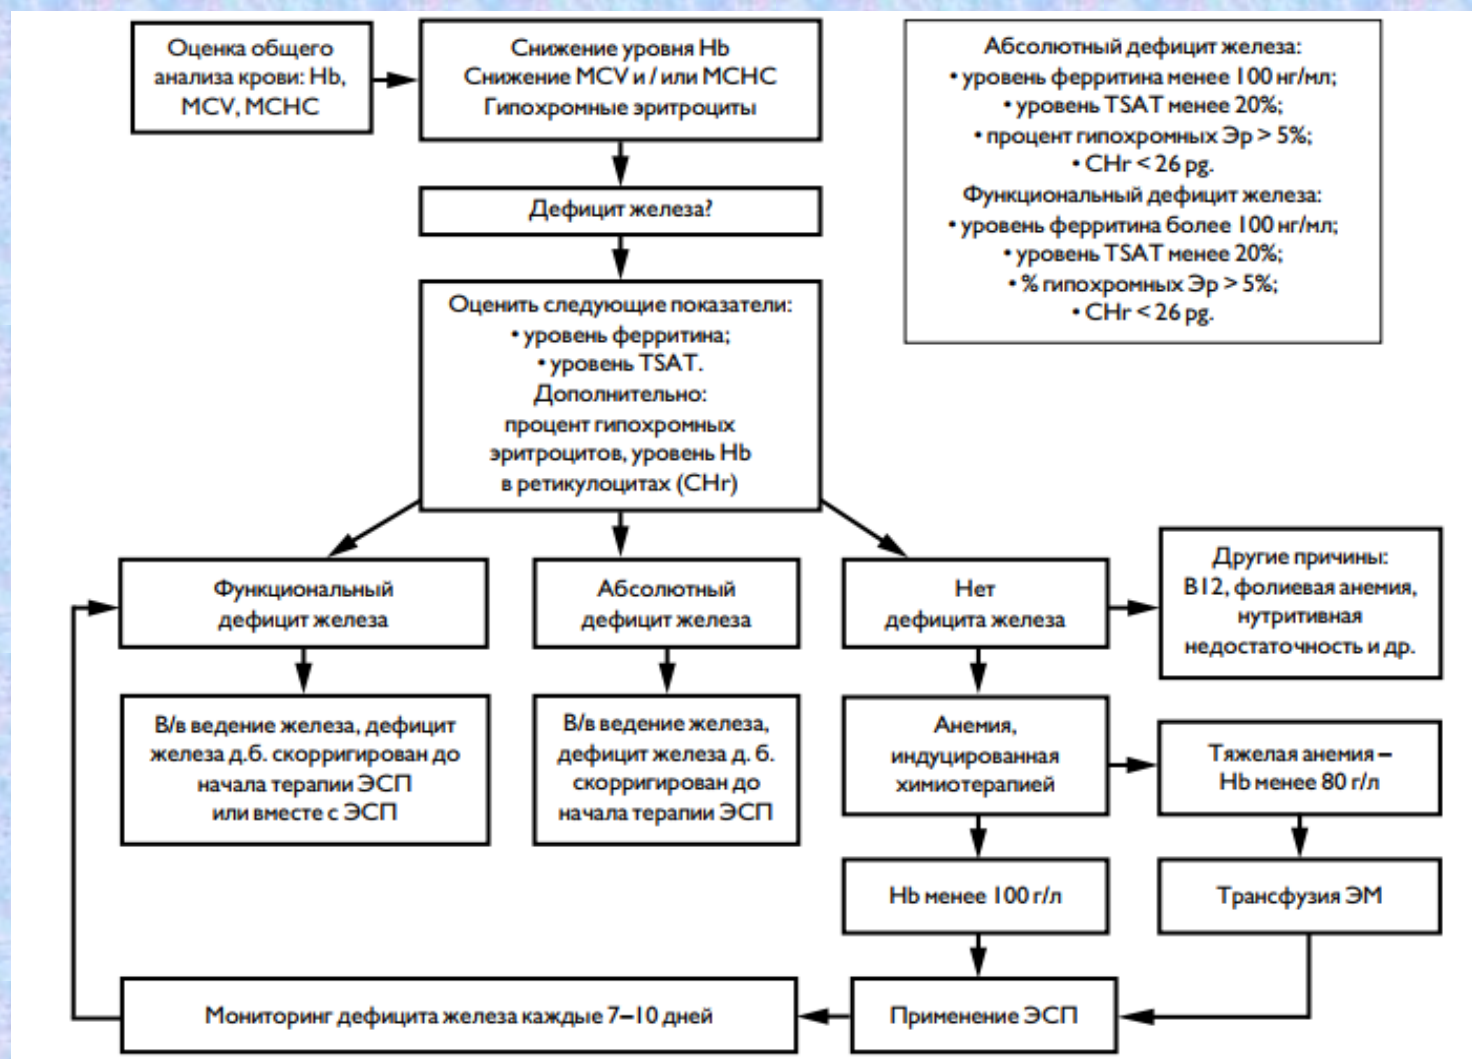 Оценка общего
анализа крови: Hb,
MCV, MCHC
Снижение уровня Hb
Снижение MCV и / или MCHC
Гипохромные эритроциты
Абсолютный дефицит железа:
• уровень ферритина менее 100 нг/мл;
• уровень TSAT менее 20%;
• процент гипохромных Эр > 5%;
• CHr < 26 pg.
Функциональный дефицит железа:
• уровень ферритина более 100 нг/мл;
• уровень TSAT менее 20%;
• % гипохромных Эр > 5%;
• CHr < 26 pg.
Дефицит железа?
Оценить следующие показатели:
• уровень ферритина;
• уровень TSAT.
Дополнительно:
процент гипохромных
эритроцитов, уровень Hb
в ретикулоцитах (CHr)
Функциональный
дефицит железа
Абсолютный
дефицит железа
Нет
дефицита железа
Другие причины:
B12, фолиевая анемия,
нутритивная
недостаточность и др.
В/в ведение железа, дефицит
железа д.б. скорригирован до
начала терапии ЭСП
или вместе с ЭСП
В/в ведение железа,
дефицит железа д. б.
скорригирован до
начала терапии ЭСП
Анемия,
индуцированная
химиотерапией
Тяжелая анемия –
Hb менее 80 г/л
Hb менее 100 г/л
Трансфузия ЭМ
Мониторинг дефицита железа каждые 7–10 дней
Применение ЭСП